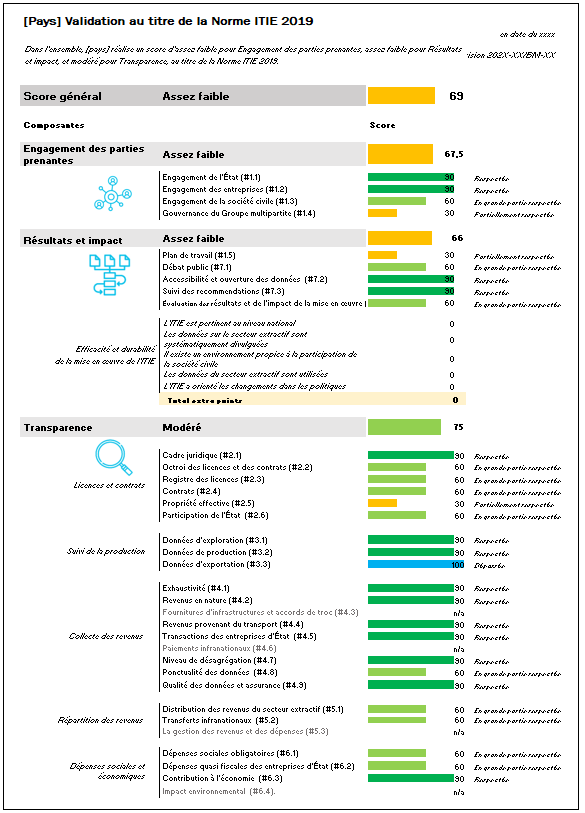 [Pays] Validation au titre de la Norme ITIE 2019
en date du xxxx
Dans l'ensemble, [pays] réalise un score d'assez faible pour Engagement des parties prenantes, assez faible pour Résultats
et impact, et modéré pour Transparence, au titre de la Norme ITIE 2019.
ision 202X-XX/BM-XX
Score général Assez faible 69
Composantes Score
Engagement des parties
prenantes Assez faible 67,5
Engagement de l'État (#1.1) 90 Respectée
Engagement des entreprises (#1.2) 90 Respectée
Engagement de la société civile (#1.3) 60 En grande partie respectée
Gouvernance du Groupe multipartite (#1.4) 30 Partiellement respectée
Résultats et impact Assez faible 66
Plan de travail (#1.5) 30 Partiellement respectée
Débat public (#7.1) 60 En grande partie respectée
Accessibilité et ouverture des données (#7.2) 90 Respectée
Suivi des recommendations (#7.3) 90 Respectée
Évaluation des résultats et de l'impact de la mise en œuvre 60 En grande partie respectée
Efficacité et durabilité
de la mise en œuvre de l'ITIE
L'ITIE est pertinent au niveau national 0
Les données sur le secteur extractif sont
systématiquement divulguées 0
Il existe un environnement propice à la participation de
la société civile 0
Les données du secteur extractif sont utilisées 0
L'ITIE a orienté les changements dans les politiques 0
Total extra points 0
Transparence Modéré 75
Licences et contrats
Cadre juridique (#2.1) 90 Respectée
Octroi des licences et des contrats (#2.2) 60 En grande partie respectée
Registre des licences (#2.3) 60 En grande partie respectée
Contrats (#2.4) 60 En grande partie respectée
Propriété effective (#2.5) 30 Partiellement respectée
Participation de l'État (#2.6) 60 En grande partie respectée
Suivi de la production
Données d'exploration (#3.1) 90 Respectée
Données de production (#3.2) 90 Respectée
Données d'exportation (#3.3) 100 Dépassée
Collecte des revenus
Exhaustivité (#4.1) 90 Respectée
Revenus en nature (#4.2) 90 Respectée
Fournitures d'infrastructures et accords de troc (#4.3) n/a
Revenus provenant du transport (#4.4) 90 Respectée
Transactions des entreprises d'État (#4.5) 90 Respectée
Paiements infranationaux (#4.6) n/a
Niveau de désagrégation (#4.7) 90 Respectée
Ponctualité des données (#4.8) 60 En grande partie respectée
Qualité des données et assurance (#4.9) 90 Respectée
Répartition des revenus
Distribution des revenus du secteur extractif (#5.1) 60 En grande partie respectée
Transferts infranationaux (#5.2) 60 En grande partie respectée
La gestion des revenus et des dépenses (#5.3) n/a
Dépenses sociales et
économiques
Dépenses sociales obligatoires (#6.1) 60 En grande partie respectée
Dépenses quasi fiscales des entreprises d'État (#6.2) 60 En grande partie respectée
Contribution à l'économie (#6.3) 90 Respectée
Impact environnemental (#6.4). n/a